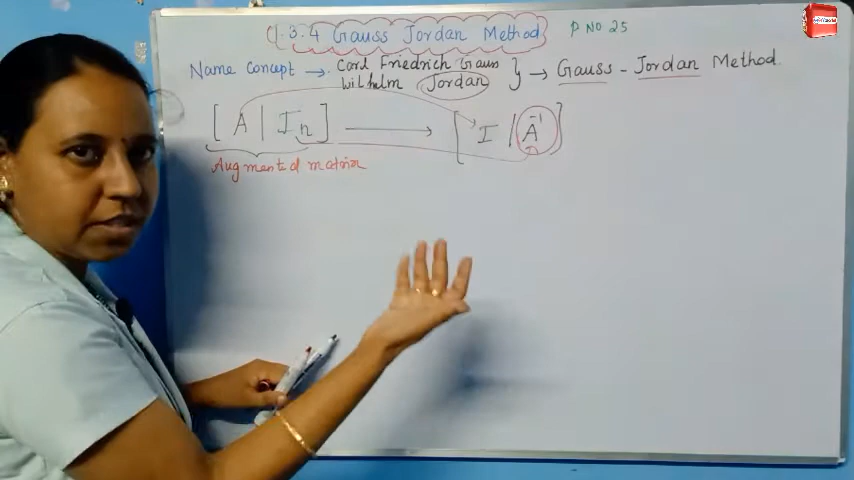 1.3.4 Gauss Jordan Method P NO 25
Name Concept → Carl Friedrich Gauss
Wilhelm Jordan } → Gauss - Jordan Method
[ A | In ] → [ I | A⁻¹ ]
Augmented matrix